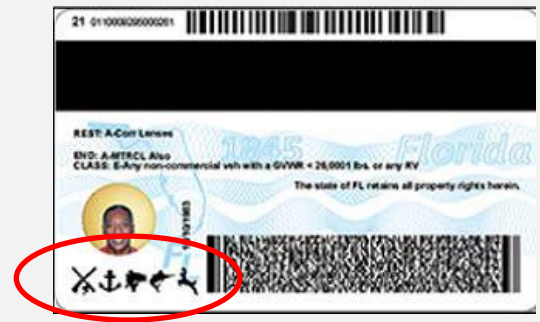 21 0110008295000201
REST: A-Corr Lenses
1845 Florida
END: A-MTRCL Also
CLASS: E-Any non-commercial veh with a GVWR < 26,0001 lbs. or any RV
The state of FL retains all property rights herein.